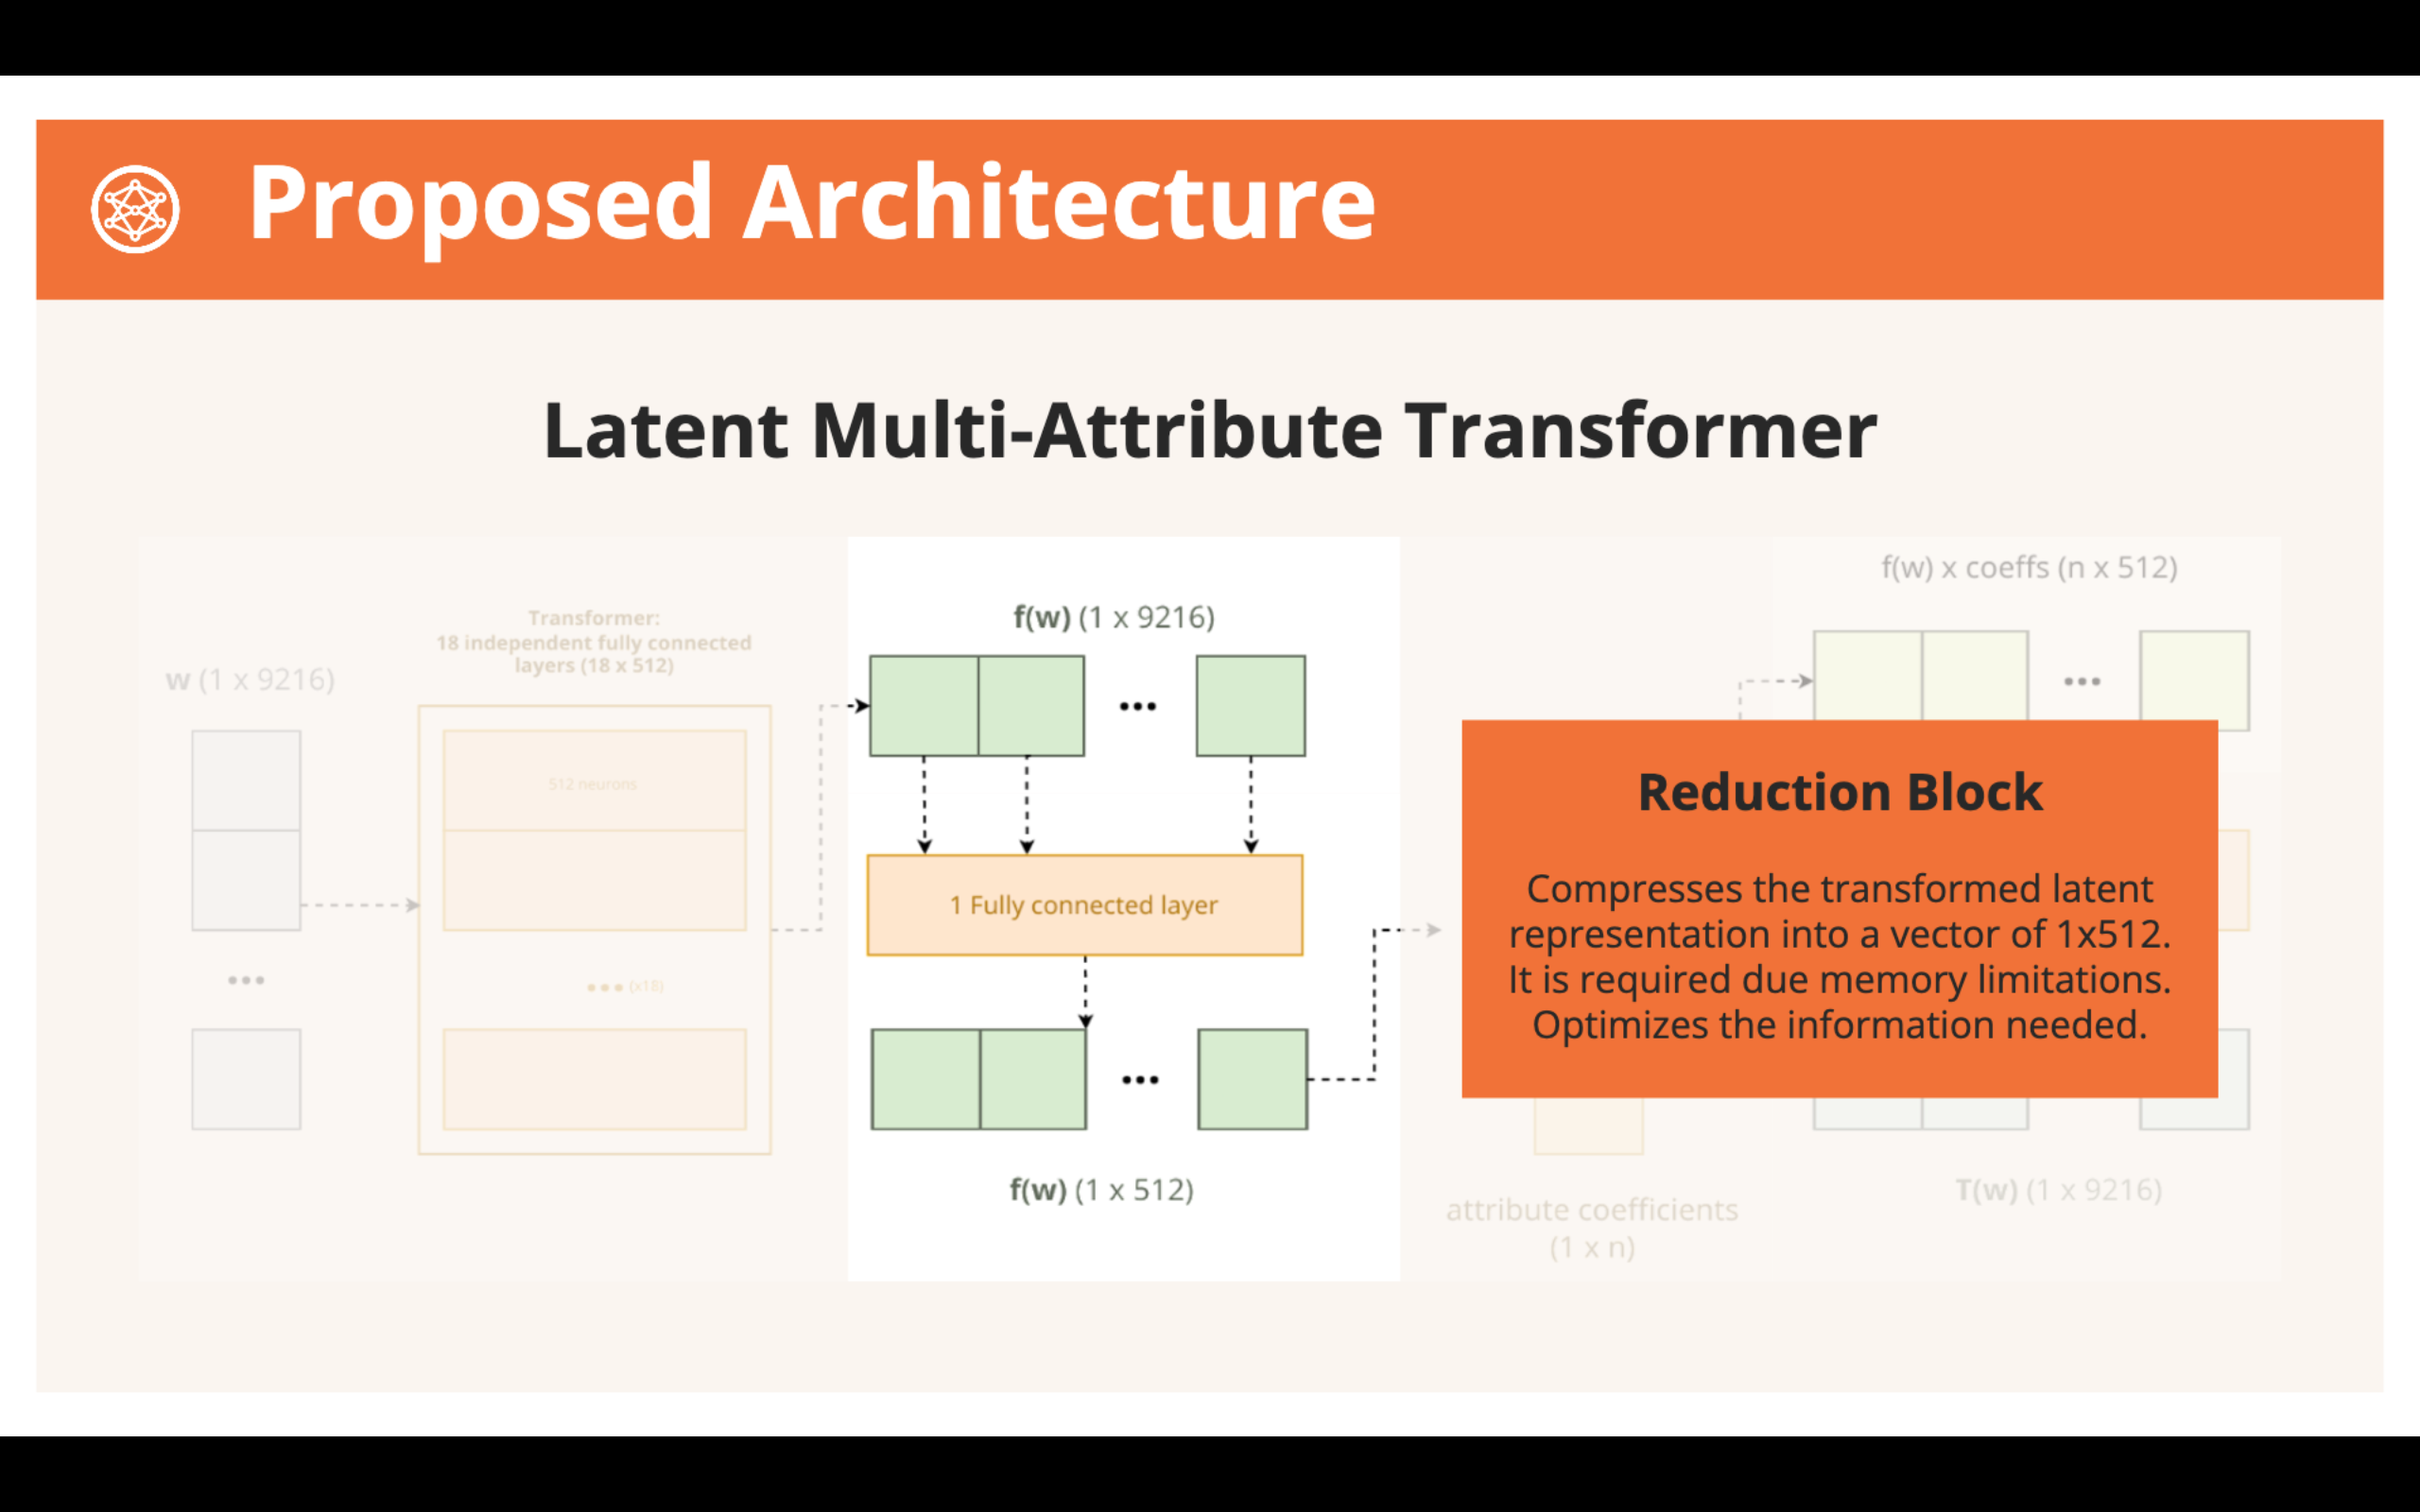 Proposed Architecture
Latent Multi-Attribute Transformer
w (1 x 9216)
Transformer:
18 independent fully connected
layers (18 x 512)
512 neurons
(x18)
f(w) (1 x 9216)
1 Fully connected layer
f(w) (1 x 512)
f(w) x coeffs (n x 512)
Reduction Block
Compresses the transformed latent
representation into a vector of 1x512.
It is required due memory limitations.
Optimizes the information needed.
attribute coefficients
(1 x n)
T(w) (1 x 9216)